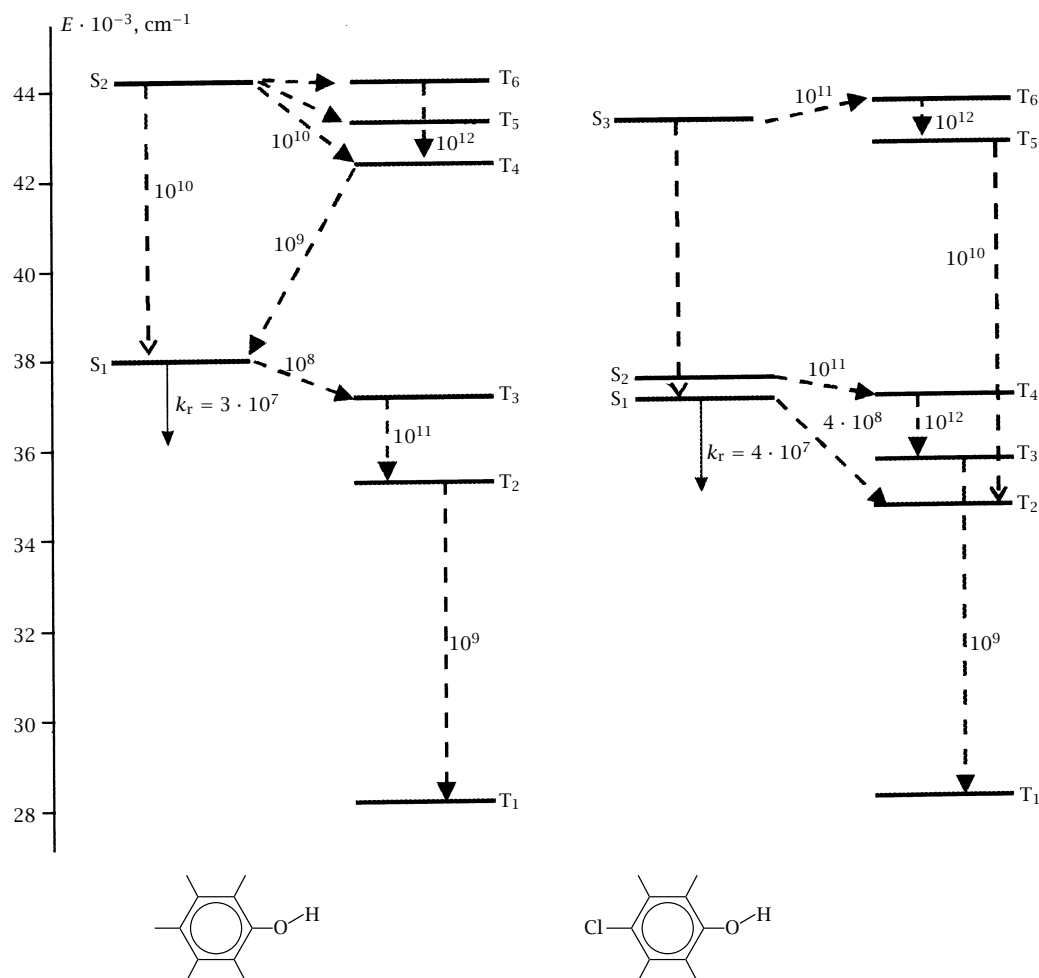 E · 10⁻³, cm⁻¹
44
42
40
38
36
34
32
30
28
S₂
T₆
T₅
10¹⁰
10¹²
T₄
10¹⁰
10⁹
S₁
10⁸
T₃
kᵣ = 3 · 10⁷
10¹¹
T₂
10⁹
T₁
10¹¹
T₆
S₃
10¹²
T₅
10¹⁰
S₂
10¹¹
S₁
T₄
4 · 10⁸
10¹²
kᵣ = 4 · 10⁷
T₃
T₂
10⁹
T₁
O H
Cl O H